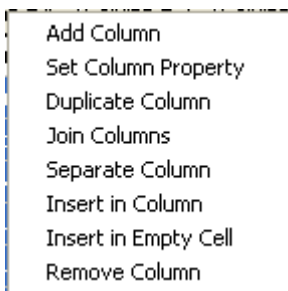 Add Column
Set Column Property
Duplicate Column
Join Columns
Separate Column
Insert in Column
Insert in Empty Cell
Remove Column